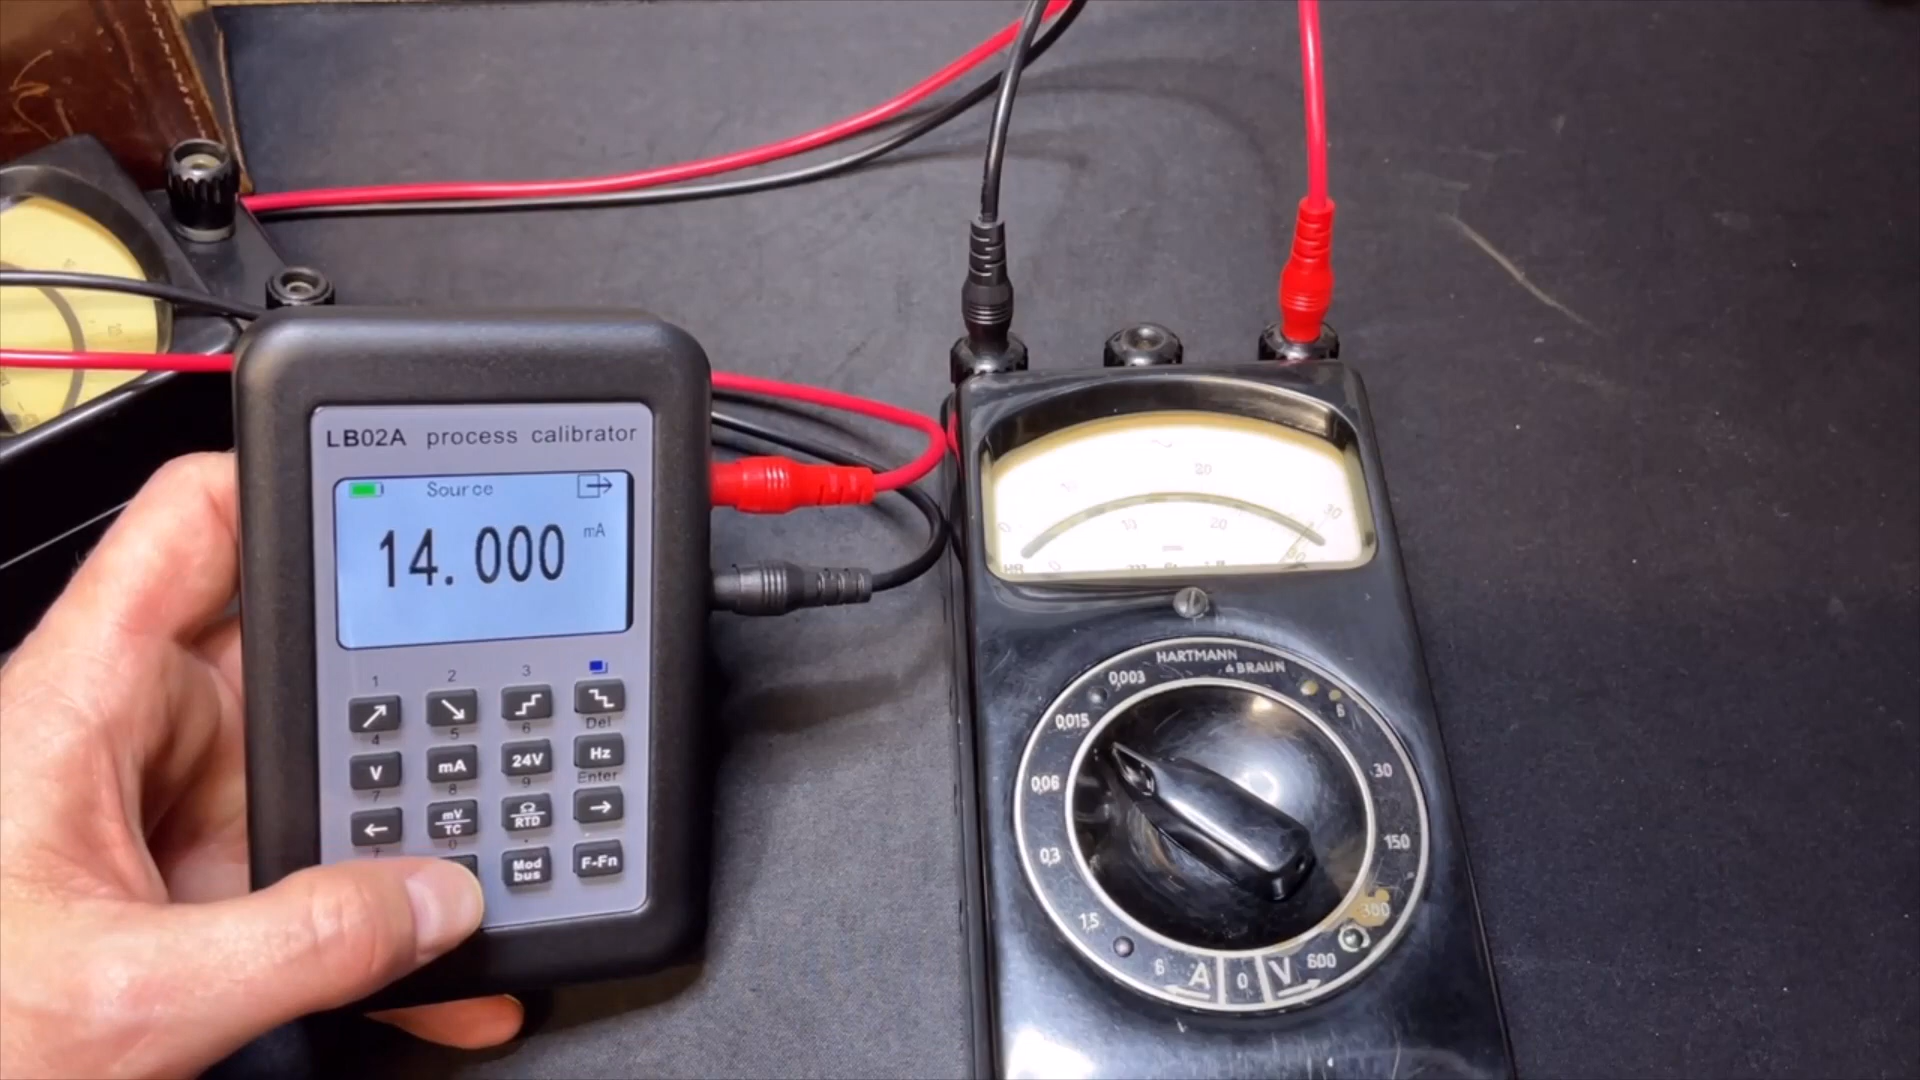 LB02A process calibrator
Source
14.000 mA
1 2 3
4 5 6 Del
V mA 24V Hz
7 8 9 Enter
← mV/TC Ω/RTD →
0 .
Mod bus F-Fn
20
30
0 10 20
HARTMANN
& BRAUN
0,003
0,015
0,06
0,3
1,5
6 A 0 V 600
6
30
150
300